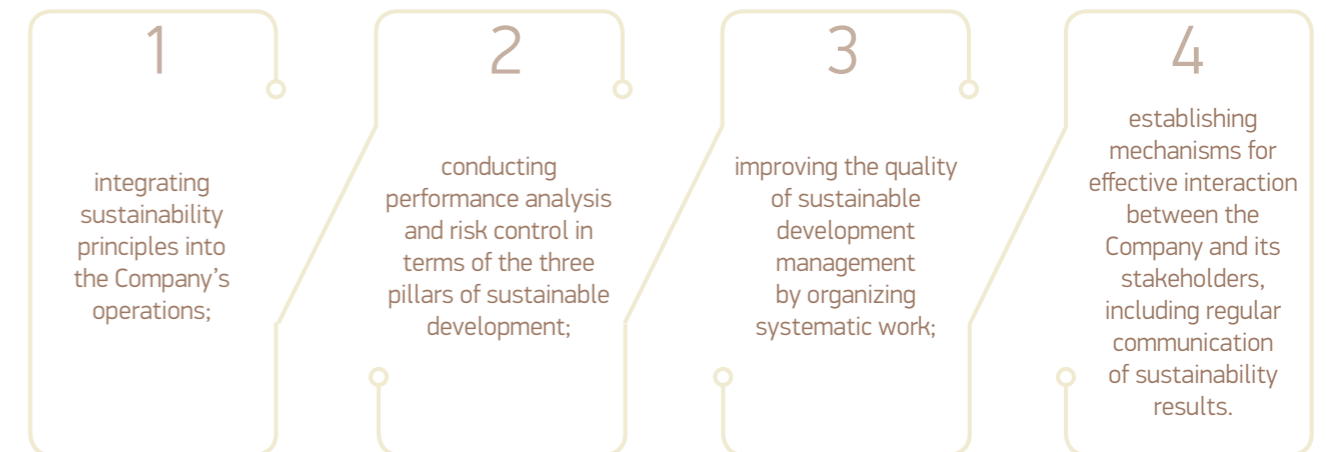 1
integrating
sustainability
principles into
the Company's
operations;
2
conducting
performance analysis
and risk control in
terms of the three
pillars of sustainable
development;
3
improving the quality
of sustainable
development
management
by organizing
systematic work;
4
establishing
mechanisms for
effective interaction
between the
Company and its
stakeholders,
including regular
communication
of sustainability
results.